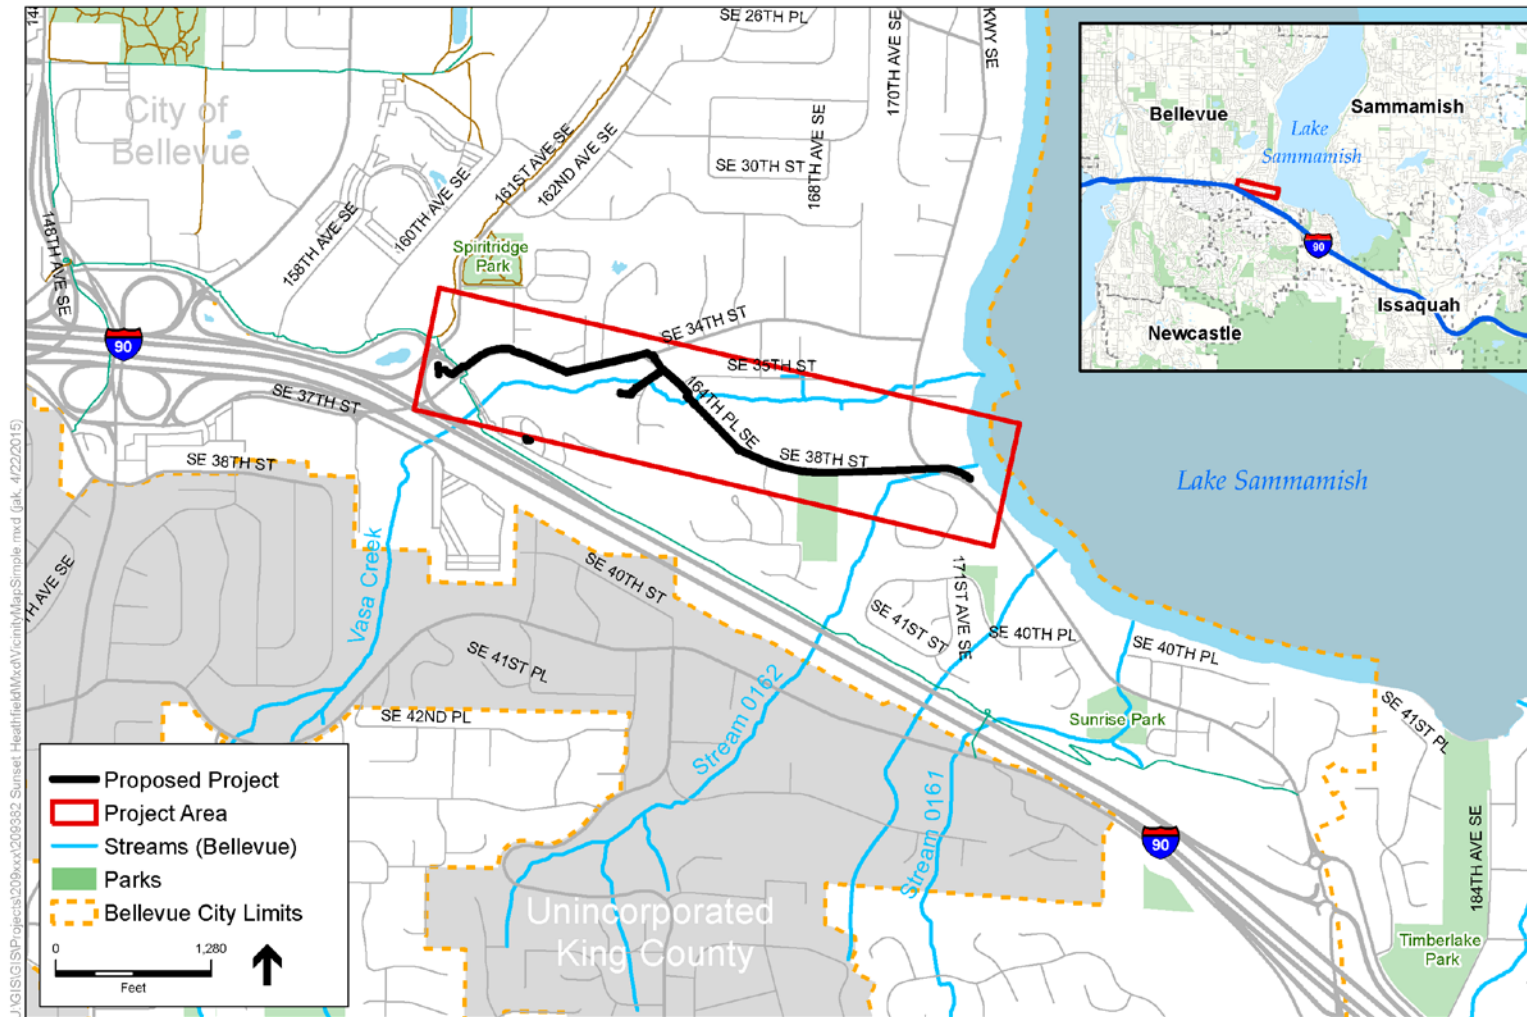 SE 26TH PL
KWY SE
170TH AVE SE
148TH AVE SE
City of
Bellevue
161ST AVE SE
162ND AVE SE
168TH AVE SE
SE 30TH ST
160TH AVE SE
158TH AVE SE
Spiritridge
Park
90
SE 34TH ST
SE 35TH ST
164TH PL SE
SE 37TH ST
SE 38TH ST
SE 38TH ST
Bellevue
Sammamish
Lake
Sammamish
90
Issaquah
Newcastle
Lake Sammamish
Vasa Creek
TH AVE SE
SE 40TH ST
SE 41ST PL
SE 42ND PL
171ST AVE SE
SE 41ST ST
SE 40TH PL
SE 40TH PL
SE 41ST PL
Sunrise Park
Stream 0162
Stream 0161
90
184TH AVE SE
Timberlake
Park
Unincorporated
King County
Proposed Project
Project Area
Streams (Bellevue)
Parks
Bellevue City Limits
0
1,280
Feet